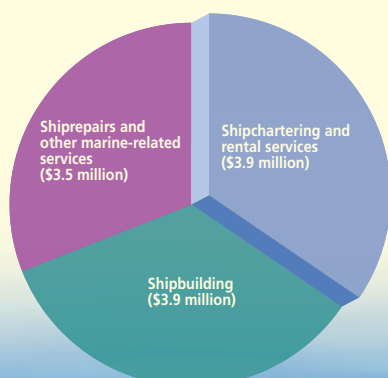 Shiprepairs and
other marine-related
services
($3.5 million)
Shipchartering and
rental services
($3.9 million)
Shipbuilding
($3.9 million)